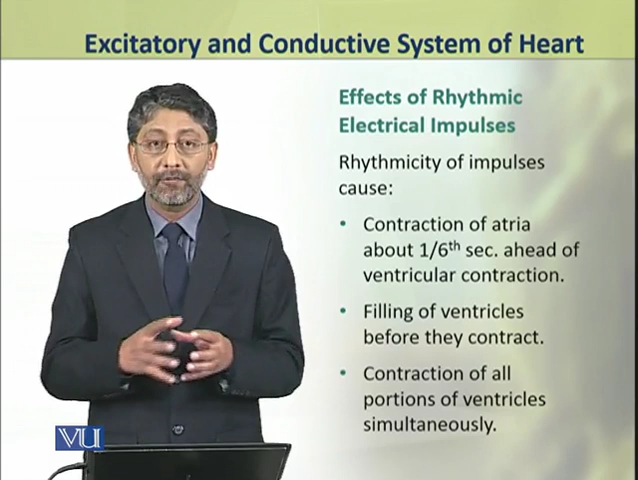 Excitatory and Conductive System of Heart
Effects of Rhythmic
Electrical Impulses
Rhythmicity of impulses
cause:
• Contraction of atria
about 1/6th sec. ahead of
ventricular contraction.
• Filling of ventricles
before they contract.
• Contraction of all
portions of ventricles
simultaneously.
VU